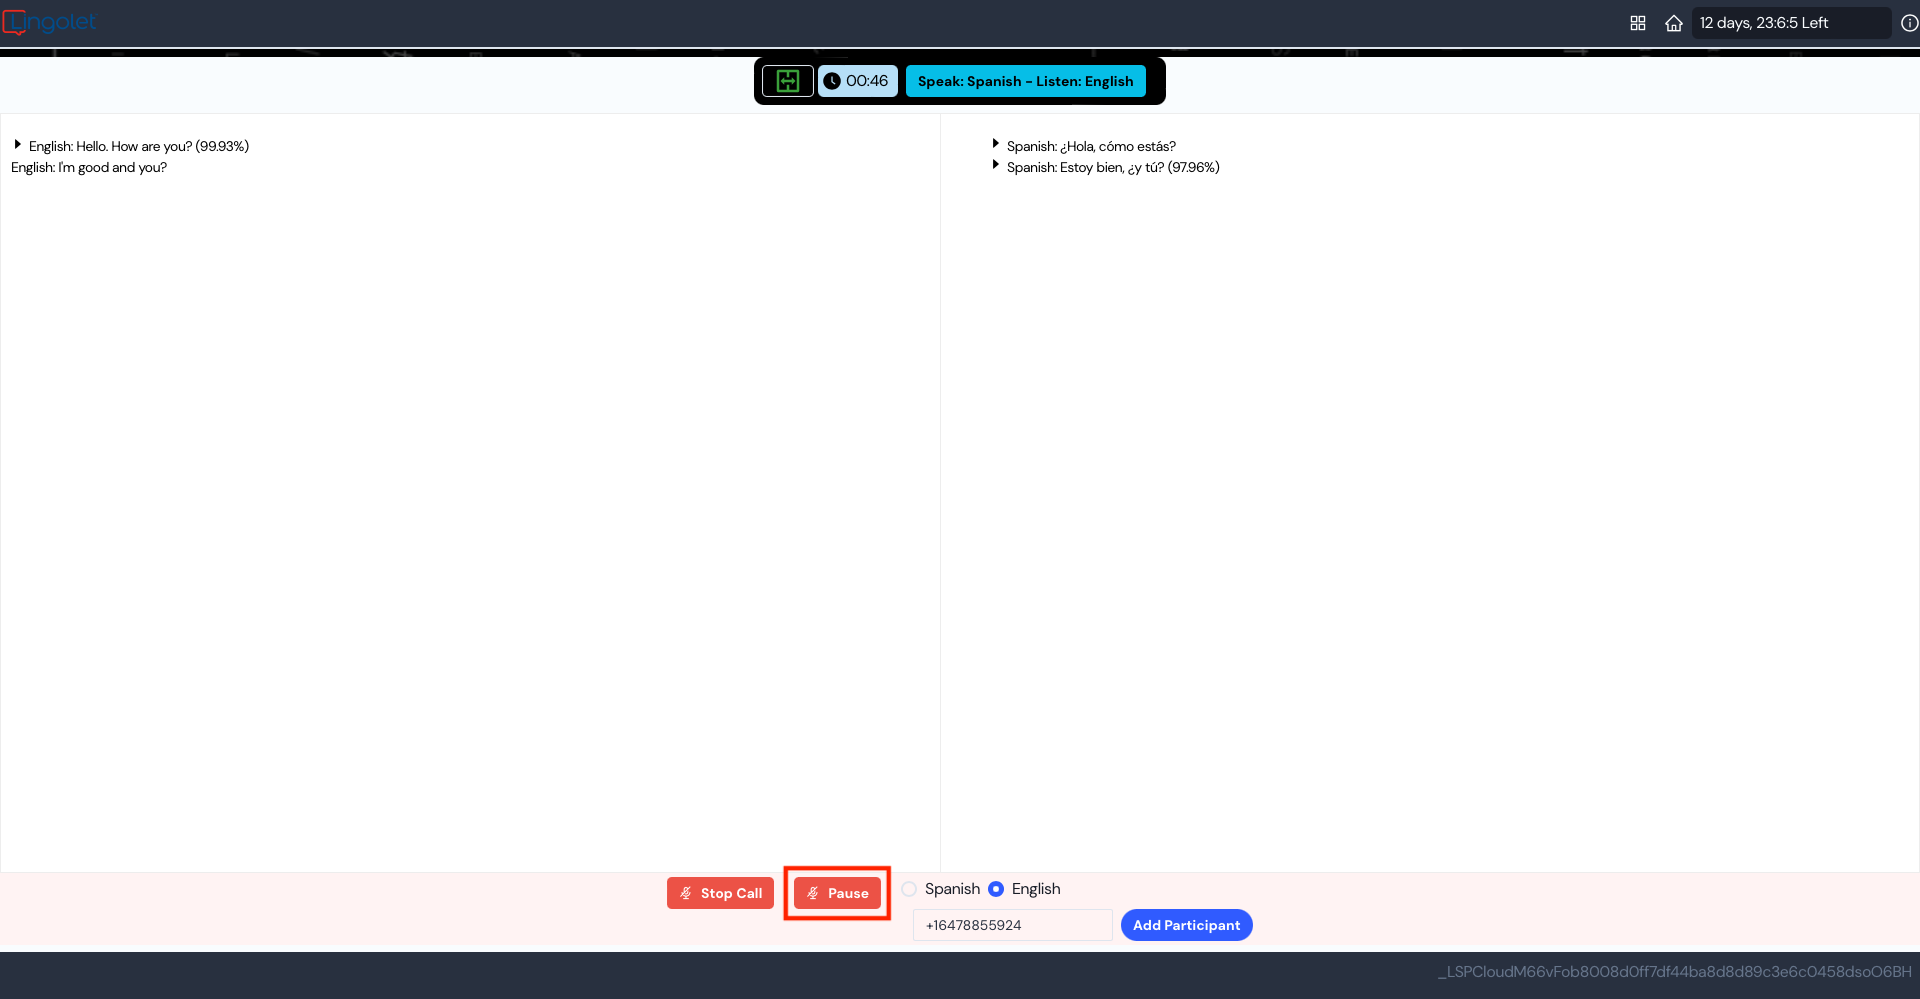 Lingolet
12 days, 23:6:5 Left
00:46
Speak: Spanish - Listen: English
English: Hello. How are you? (99.93%)
English: I'm good and you?
Spanish: ¿Hola, cómo estás?
Spanish: Estoy bien, ¿y tú? (97.96%)
Stop Call
Pause
Spanish
English
+16478855924
Add Participant
_LSPCloudM66vFob8008d0ff7df44ba8d8d89c3e6c0458dsoO6BH